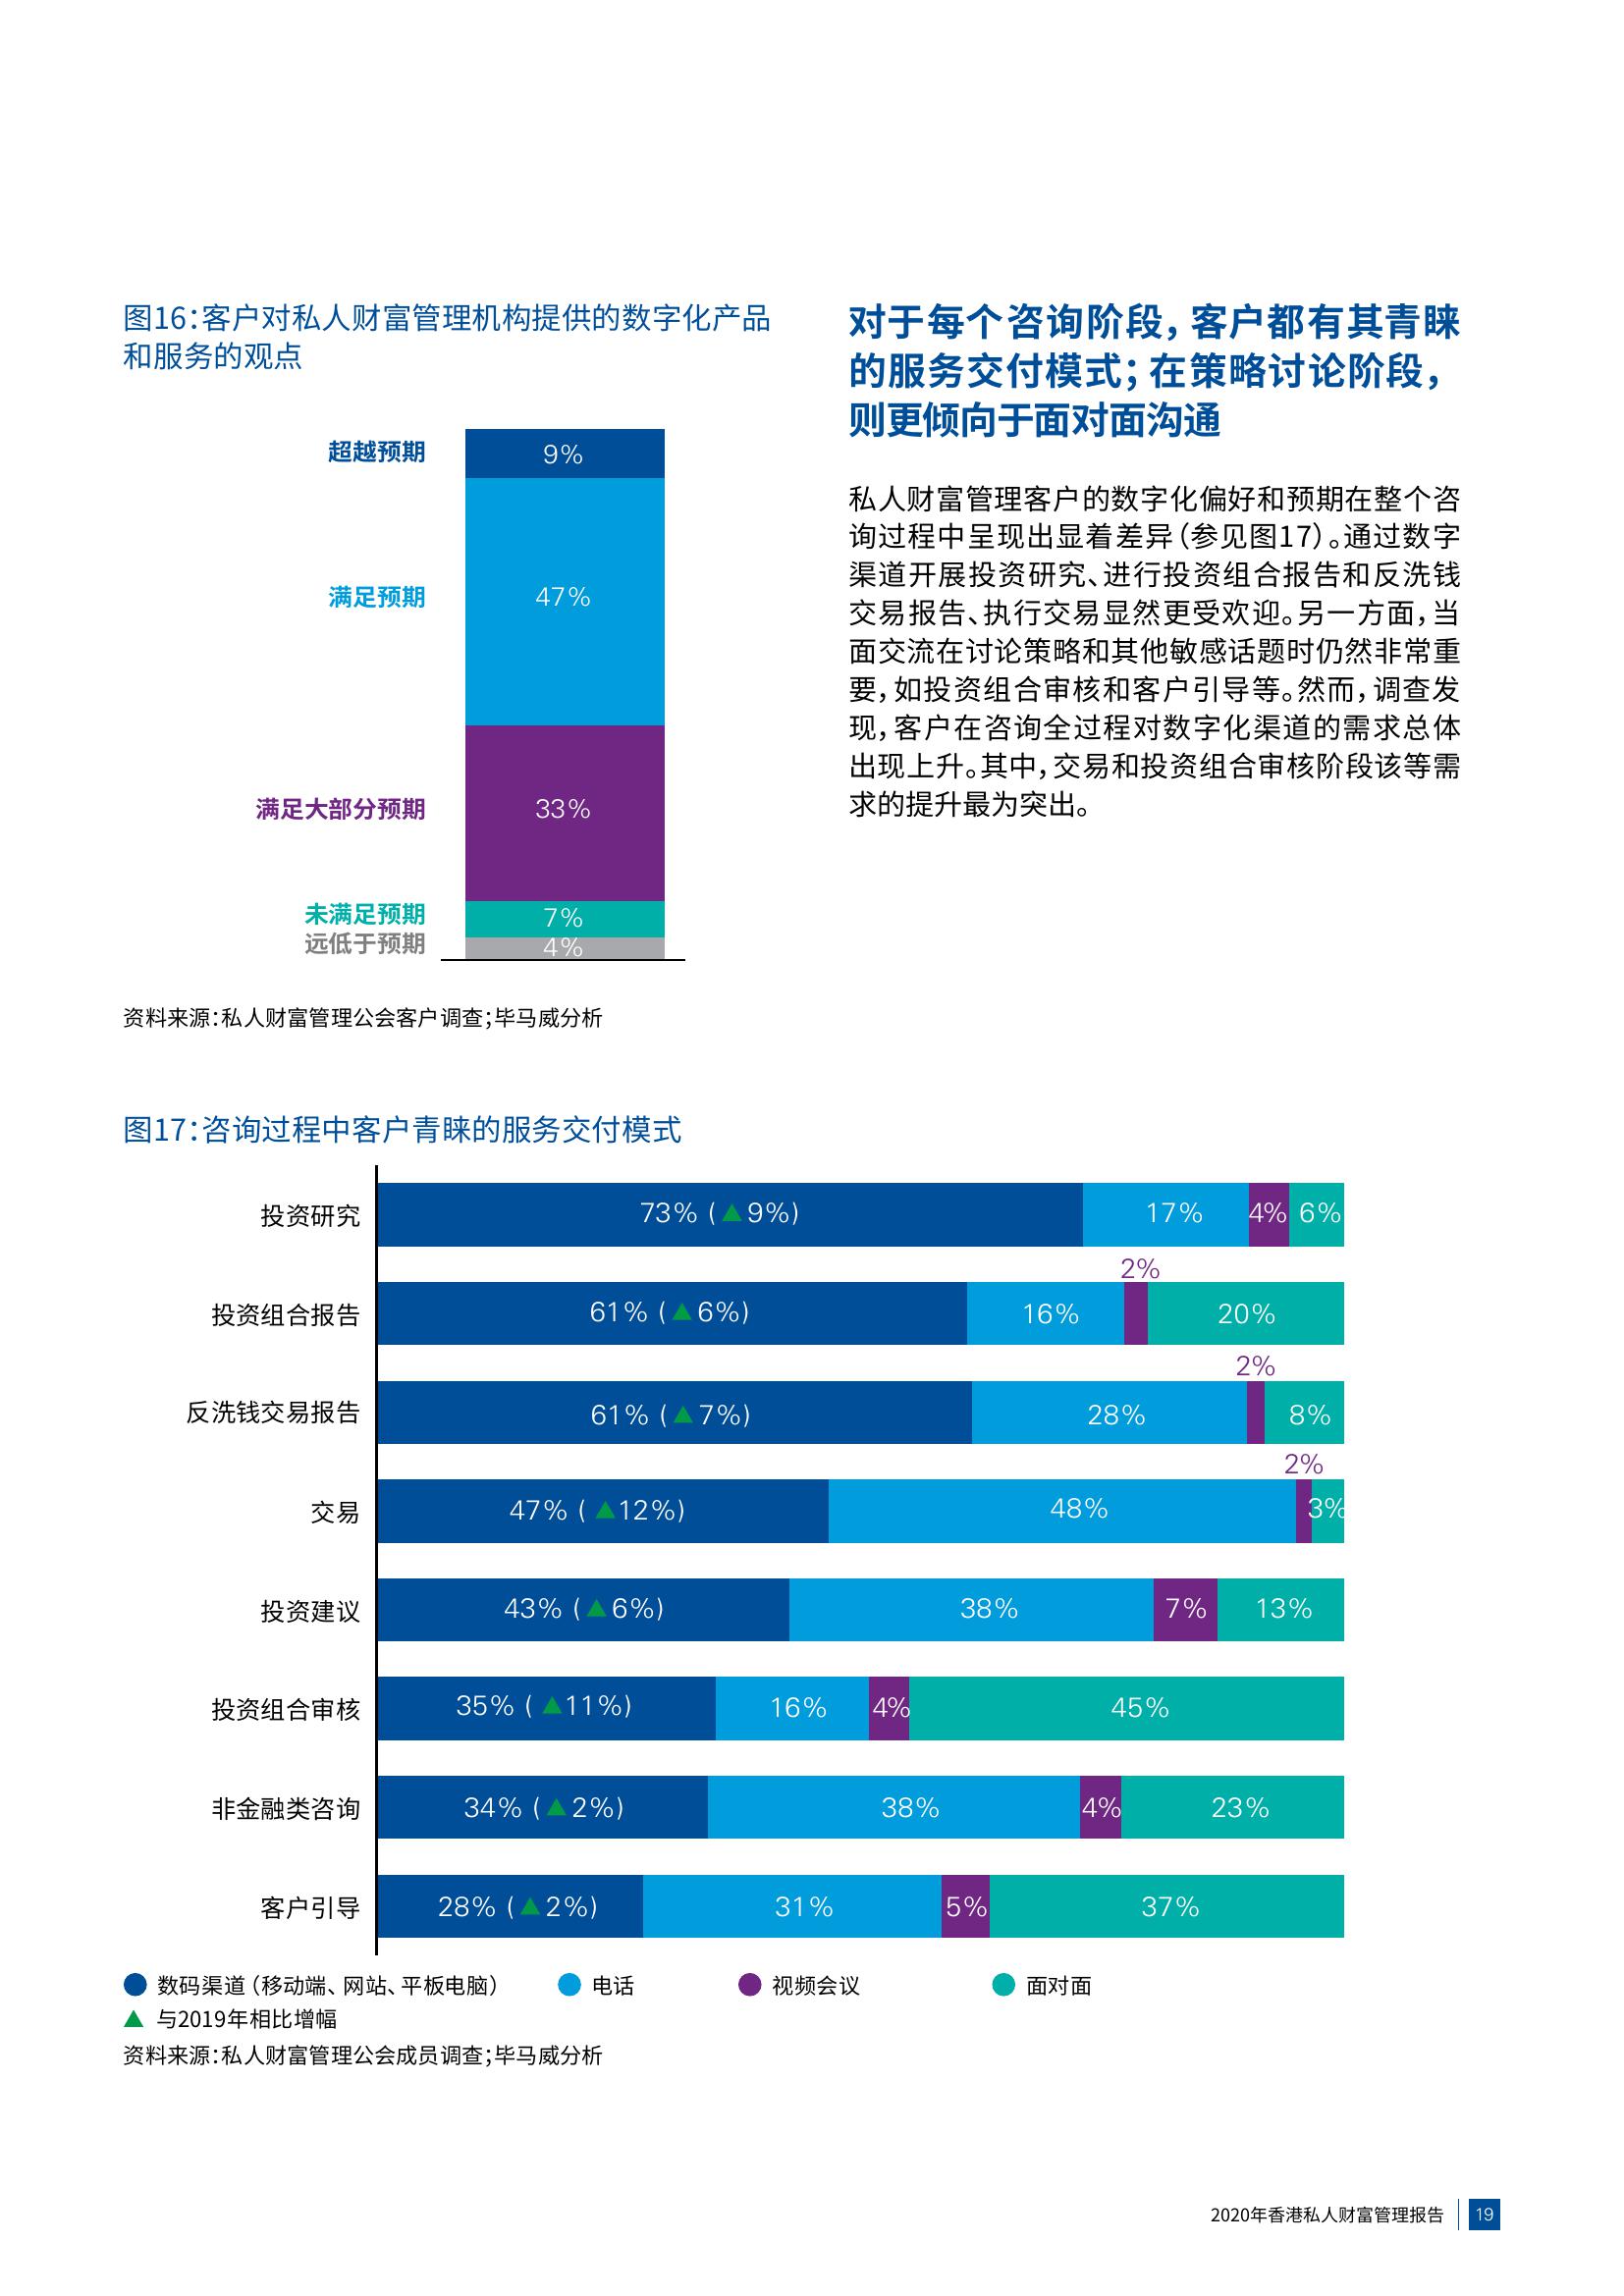 图16：客户对私人财富管理机构提供的数字化产品
和服务的观点
超越预期
9%
满足预期
47%
满足大部分预期
33%
未满足预期
7%
远低于预期
4%
资料来源：私人财富管理公会客户调查；毕马威分析
对于每个咨询阶段，客户都有其青睐
的服务交付模式；在策略讨论阶段，
则更倾向于面对面沟通
私人财富管理客户的数字化偏好和预期在整个咨
询过程中呈现出显着差异（参见图17）。通过数字
渠道开展投资研究、进行投资组合报告和反洗钱
交易报告、执行交易显然更受欢迎。另一方面，当
面交流在讨论策略和其他敏感话题时仍然非常重
要，如投资组合审核和客户引导等。然而，调查发
现，客户在咨询全过程对数字化渠道的需求总体
出现上升。其中，交易和投资组合审核阶段该等需
求的提升最为突出。
图17：咨询过程中客户青睐的服务交付模式
投资研究 73% (▲9%) 17% 4% 6%
2%
投资组合报告 61% (▲6%) 16% 20%
2%
反洗钱交易报告 61% (▲7%) 28% 8%
2%
交易 47% (▲12%) 48% 3%
投资建议 43% (▲6%) 38% 7% 13%
投资组合审核 35% (▲11%) 16% 4% 45%
非金融类咨询 34% (▲2%) 38% 4% 23%
客户引导 28% (▲2%) 31% 5% 37%
数码渠道（移动端、网站、平板电脑） 电话 视频会议 面对面
▲ 与2019年相比增幅
资料来源：私人财富管理公会成员调查；毕马威分析
2020年香港私人财富管理报告 19